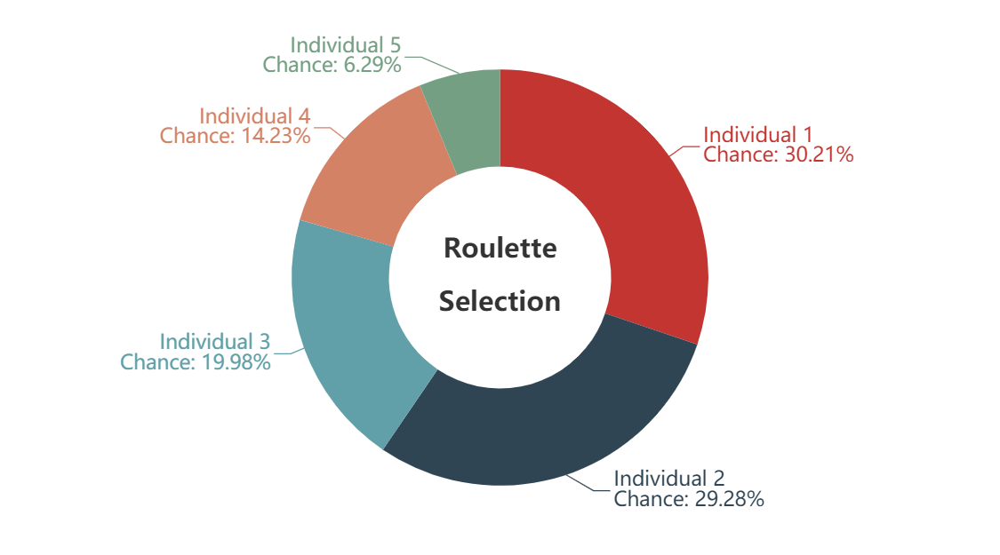 Individual 5
Chance: 6.29%
Individual 4
Chance: 14.23%
Individual 1
Chance: 30.21%
Roulette
Selection
Individual 3
Chance: 19.98%
Individual 2
Chance: 29.28%